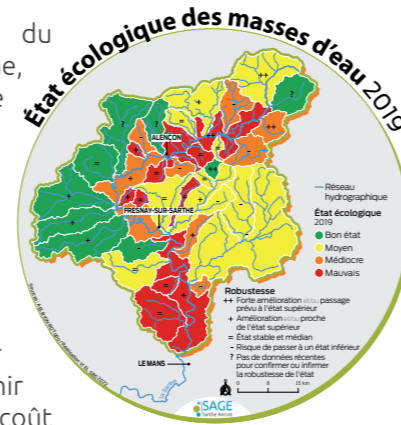 du
ne,
État écologique des masses d'eau 2019
ALENÇON
FRESNAY-SUR-SARTHE
Réseau
hydrographique
État écologique
2019
Bon état
Moyen
Médiocre
Mauvais
Robustesse
++ Forte amélioration et/ou passage
prévu à l'état supérieur
+ Amélioration et/ou proche
de l'état supérieur
= État stable et médian
- Risque de passer à un état inférieur
? Pas de données récentes
pour confirmer ou infirmer
la robustesse de l'état
0 8 15 km
LE MANS
La Sarthe
nir
coût
SAGE
Sarthe Amont